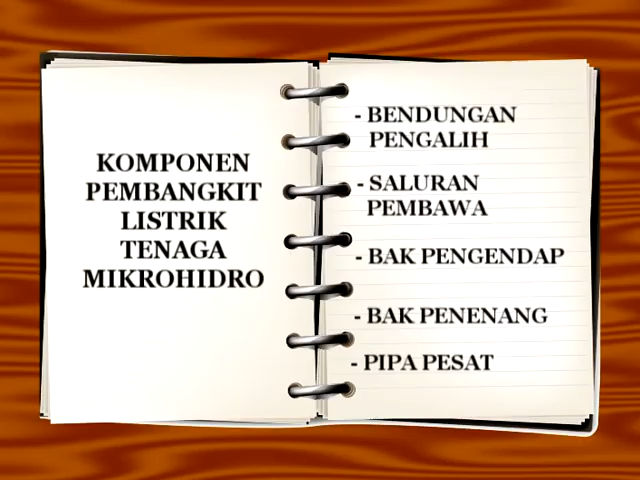 KOMPONEN
PEMBANGKIT
LISTRIK
TENAGA
MIKROHIDRO
- BENDUNGAN
PENGALIH
- SALURAN
PEMBAWA
- BAK PENGENDAP
- BAK PENENANG
- PIPA PESAT